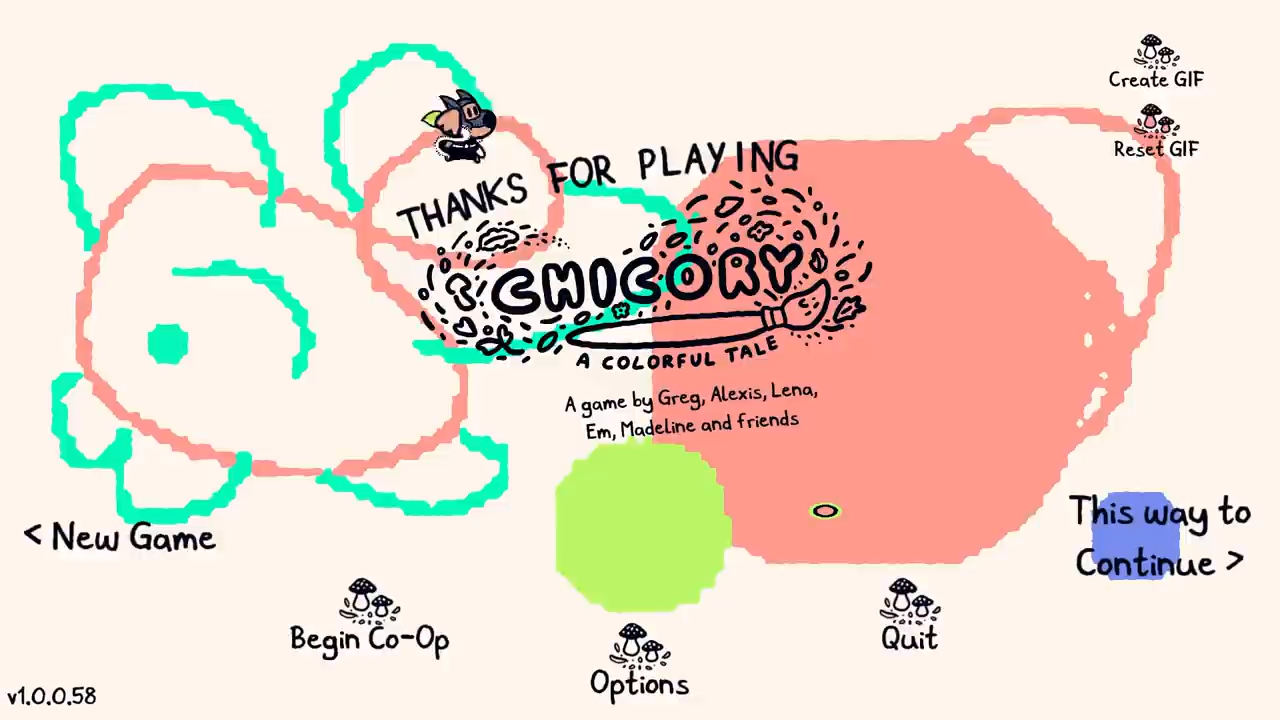 Create GIF
Reset GIF
THANKS FOR PLAYING
CHICORY
A COLORFUL TALE
A game by Greg, Alexis, Lena,
Em, Madeline and friends
< New Game
This way to
Continue >
Begin Co-Op
Quit
Options
v1.0.0.58